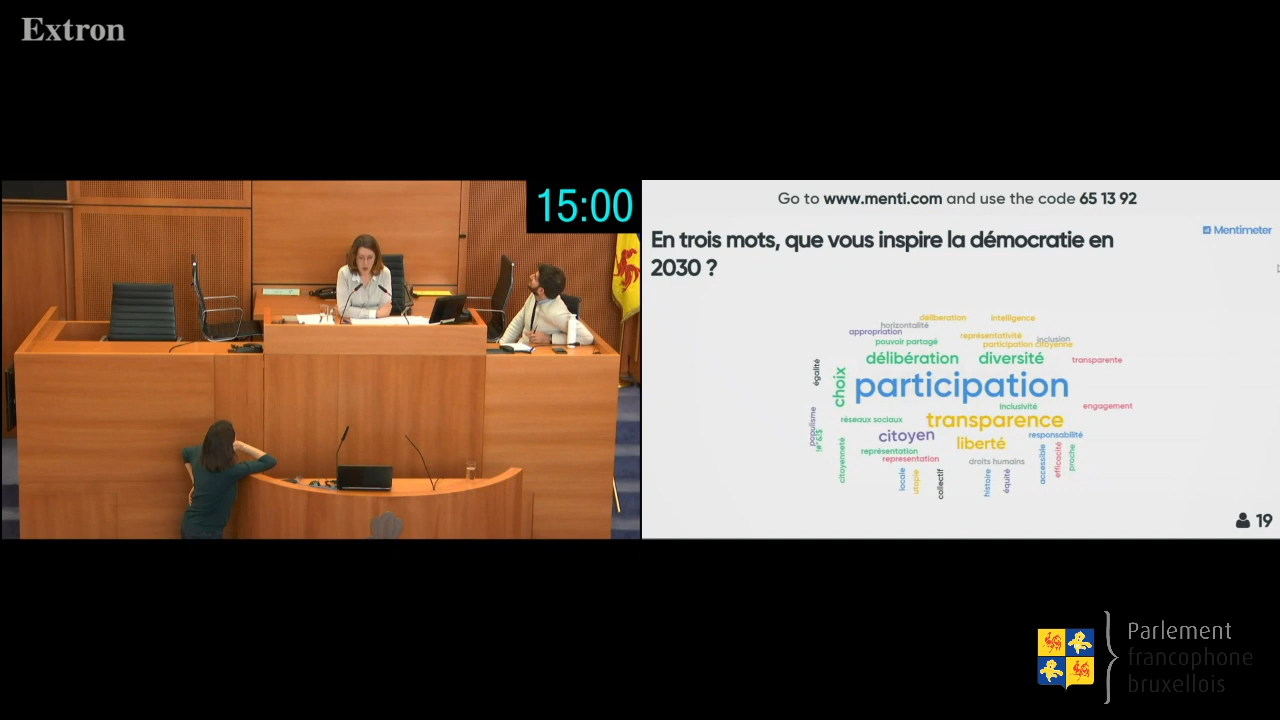 Extron
15:00
Go to www.menti.com and use the code 65 13 92
Mentimeter
En trois mots, que vous inspire la démocratie en
2030 ?
déliberation
intelligence
horizontalité
appropriation
représentativité
inclusion
pouvoir partagé
participation citoyenne
délibération
diversité
transparente
égalité
choix
participation
inclusivité
engagement
populisme
réseaux sociaux
transparence
!#*&!$
citoyen
responsabilité
liberté
citoyenneté
représentation
representation
droits humains
accessible
efficacité
proche
locale
utopie
collectif
histoire
équité
19
Parlement
francophone
bruxellois